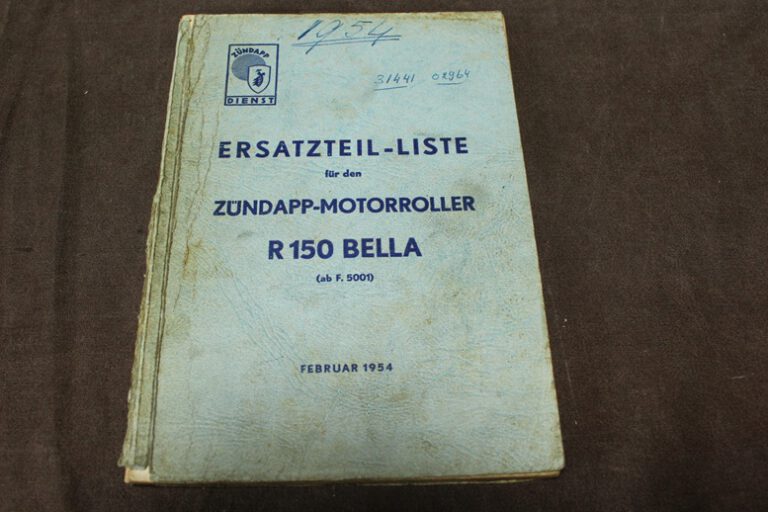 1954
31441 02964
ZÜNDAPP
DIENST
ERSATZTEIL-LISTE
für den
ZÜNDAPP-MOTORROLLER
R 150 BELLA
(ab F. 5001)
FEBRUAR 1954